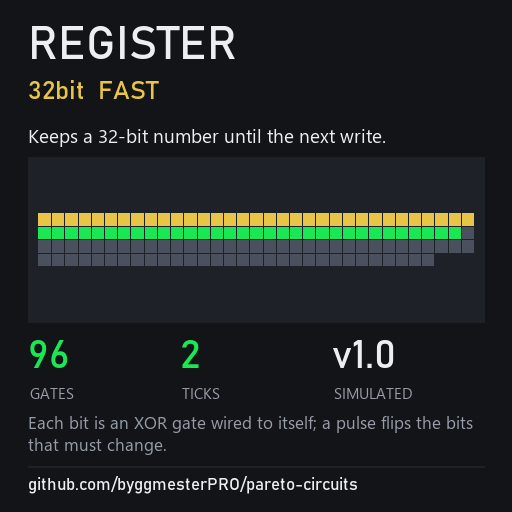 REGISTER
32bit FAST
Keeps a 32-bit number until the next write.
96 2 v1.0
GATES TICKS SIMULATED
Each bit is an XOR gate wired to itself; a pulse flips the bits
that must change.
github.com/byggmesterPRO/pareto-circuits